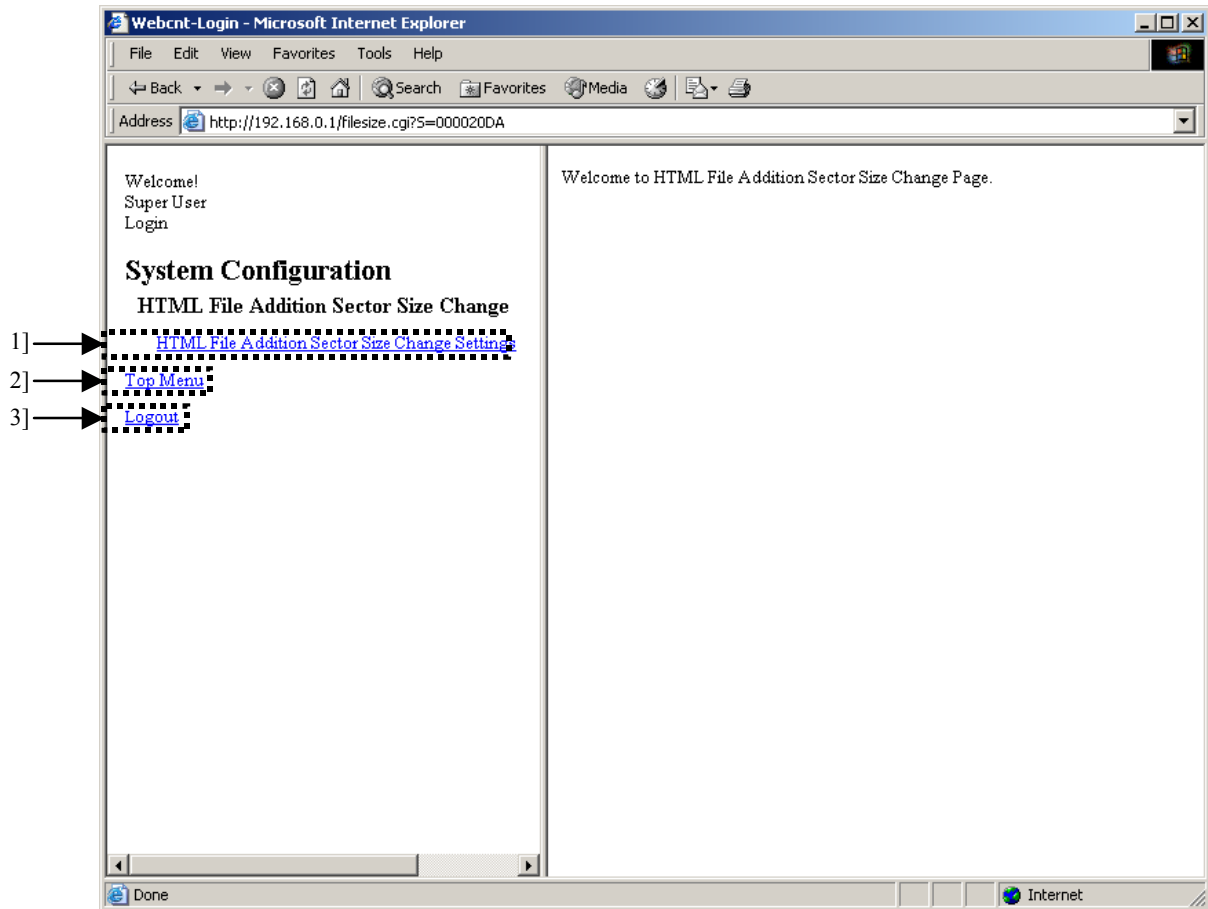 Webcnt-Login - Microsoft Internet Explorer
File Edit View Favorites Tools Help
Back Search Favorites Media
Address http://192.168.0.1/filesize.cgi?S=000020DA
Welcome!
Super User
Login
System Configuration
HTML File Addition Sector Size Change
1] HTML File Addition Sector Size Change Settings
2] Top Menu
3] Logout
Welcome to HTML File Addition Sector Size Change Page.
Done Internet